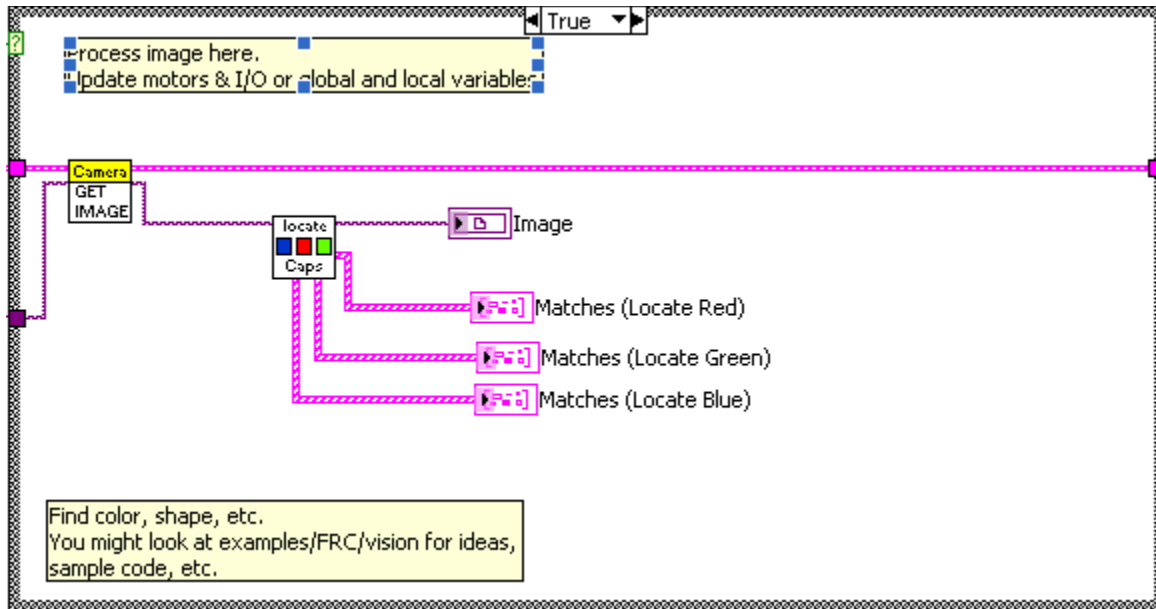 True
?
Process image here.
Update motors & I/O or global and local variables.
Camera
GET
IMAGE
locate
Caps
Image
Matches (Locate Red)
Matches (Locate Green)
Matches (Locate Blue)
Find color, shape, etc.
You might look at examples/FRC/vision for ideas,
sample code, etc.